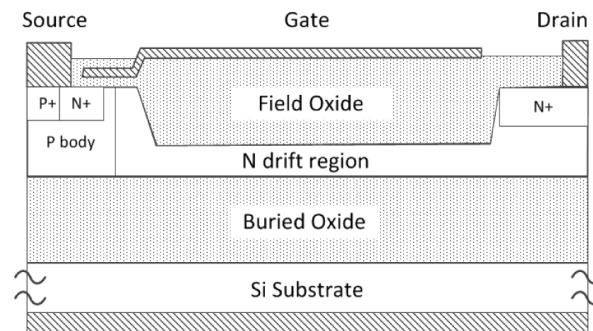 Source Gate Drain
P+ N+ Field Oxide N+
P body
N drift region
Buried Oxide
Si Substrate